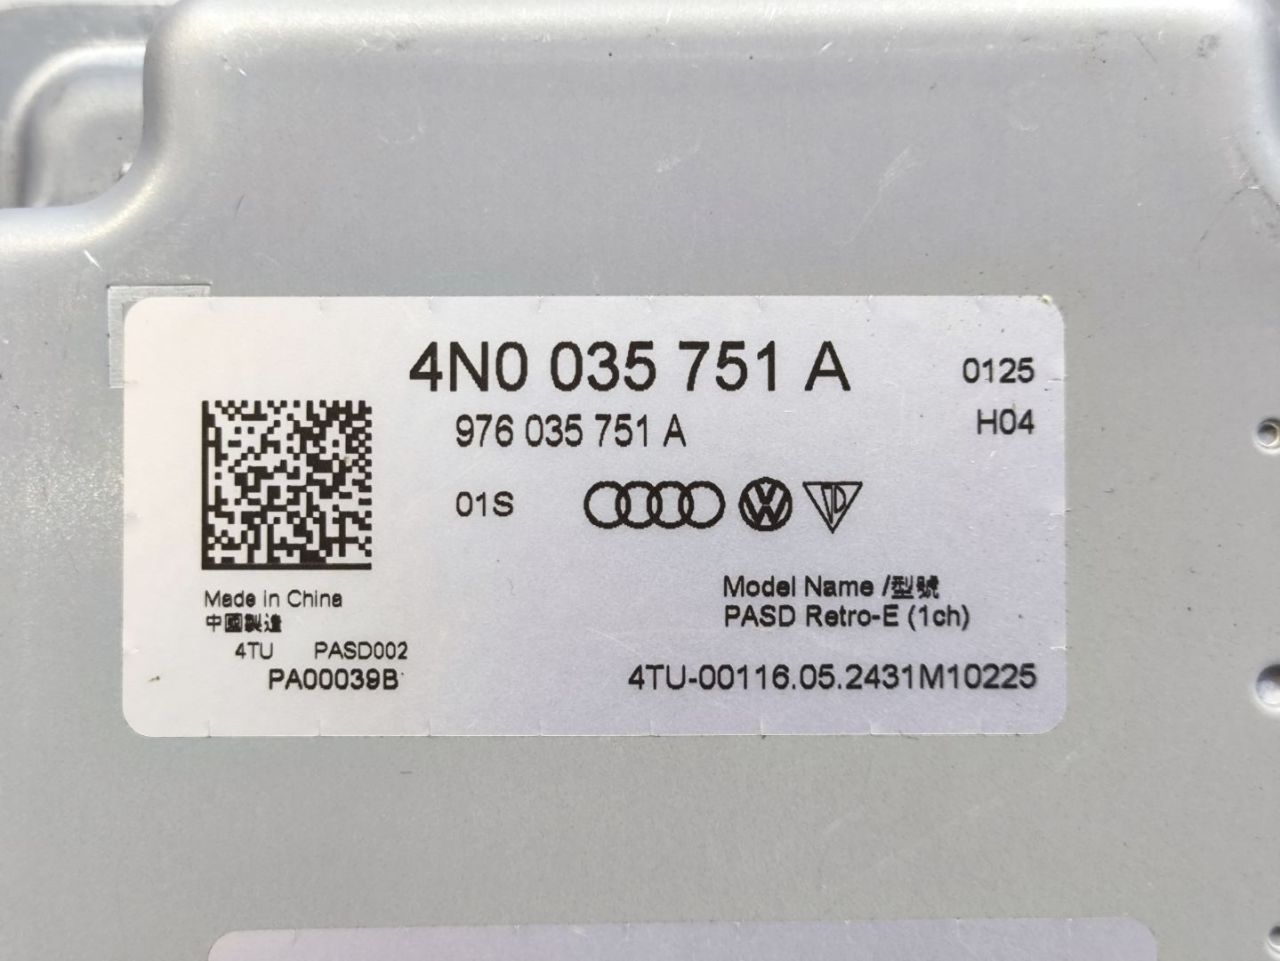 4N0 035 751 A
0125
976 035 751 A
H04
01S
Made in China
中國製造
4TU PASD002
PA00039B
Model Name /型號
PASD Retro-E (1ch)
4TU-00116.05.2431M10225